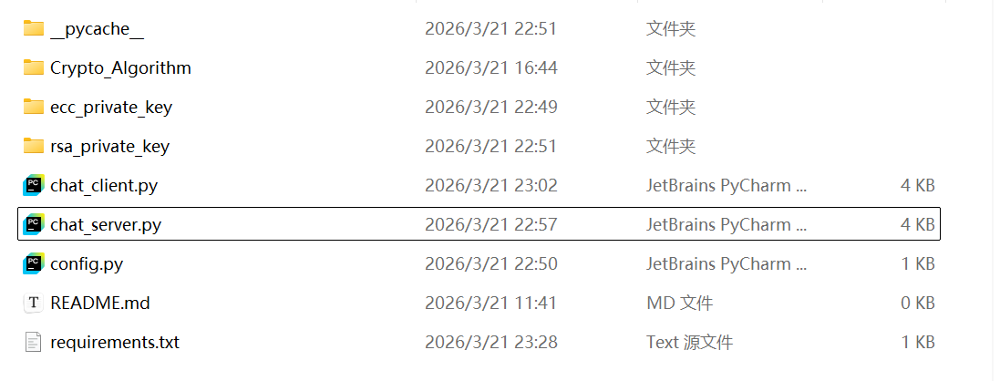 __pycache__ 2026/3/21 22:51 文件夹
Crypto_Algorithm 2026/3/21 16:44 文件夹
ecc_private_key 2026/3/21 22:49 文件夹
rsa_private_key 2026/3/21 22:51 文件夹
PC chat_client.py 2026/3/21 23:02 JetBrains PyCharm ... 4 KB
PC chat_server.py 2026/3/21 22:57 JetBrains PyCharm ... 4 KB
PC config.py 2026/3/21 22:50 JetBrains PyCharm ... 1 KB
T README.md 2026/3/21 11:41 MD 文件 0 KB
requirements.txt 2026/3/21 23:28 Text 源文件 1 KB